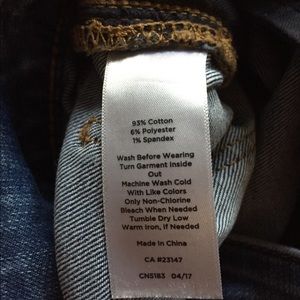 93% Cotton
6% Polyester
1% Spandex
Wash Before Wearing
Turn Garment Inside
Out
Machine Wash Cold
With Like Colors
Only Non-Chlorine
Bleach When Needed
Tumble Dry Low
Warm Iron, if Needed
Made in China
CA #23147
CN5183 04/17